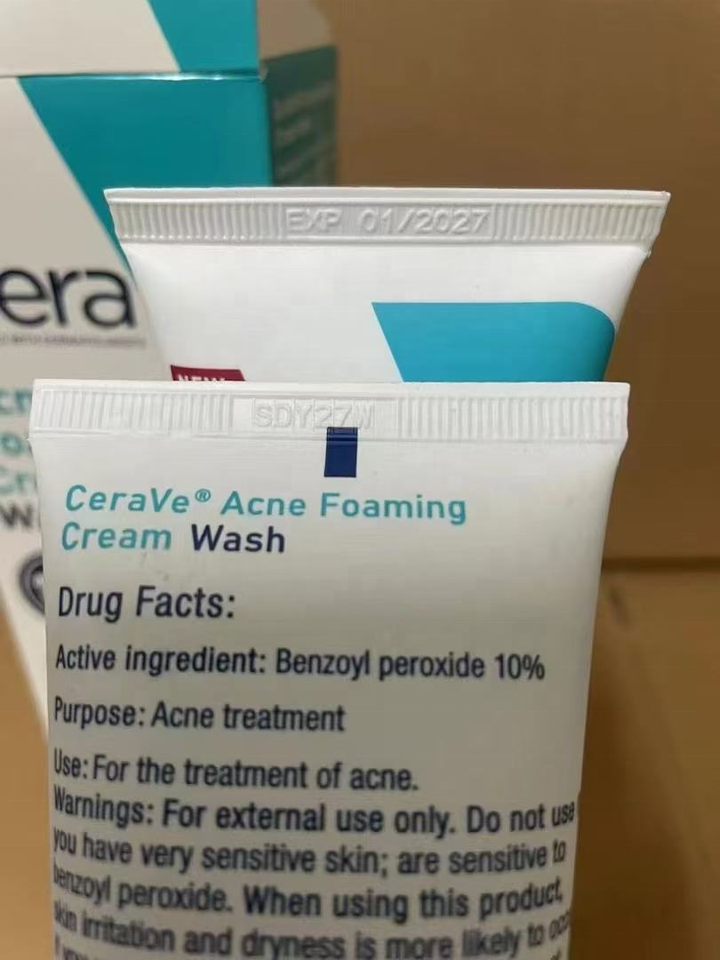 era
EXP 01/2027
NEW
SDY27W
CeraVe® Acne Foaming
Cream Wash
Drug Facts:
Active ingredient: Benzoyl peroxide 10%
Purpose: Acne treatment
Use: For the treatment of acne.
Warnings: For external use only. Do not use
you have very sensitive skin; are sensitive to
benzoyl peroxide. When using this product,
skin irritation and dryness is more likely to